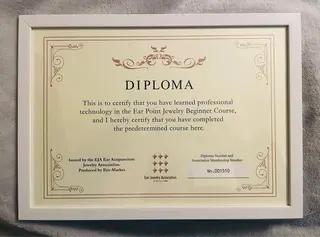 DIPLOMA
This is to certify that you have learned professional
technology in the Ear Point Jewelry Beginner Course,
and I hereby certify that you have completed
the predetermined course here.
Issued by the EJA Ear Acupuncture
Jewelry Association.
Produced by Eye-Market.
Ear Jewelry Association
Diploma Number and
Association Membership Number
No.001510